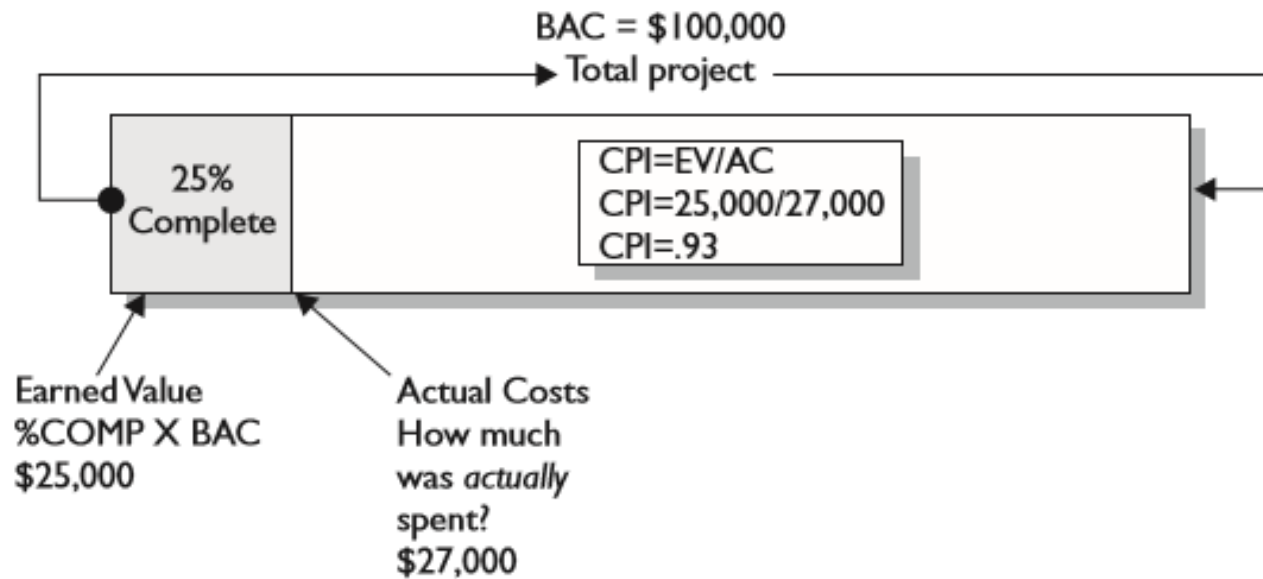 BAC = $100,000
Total project
25%
Complete
CPI=EV/AC
CPI=25,000/27,000
CPI=.93
Earned Value
%COMP X BAC
$25,000
Actual Costs
How much
was actually
spent?
$27,000